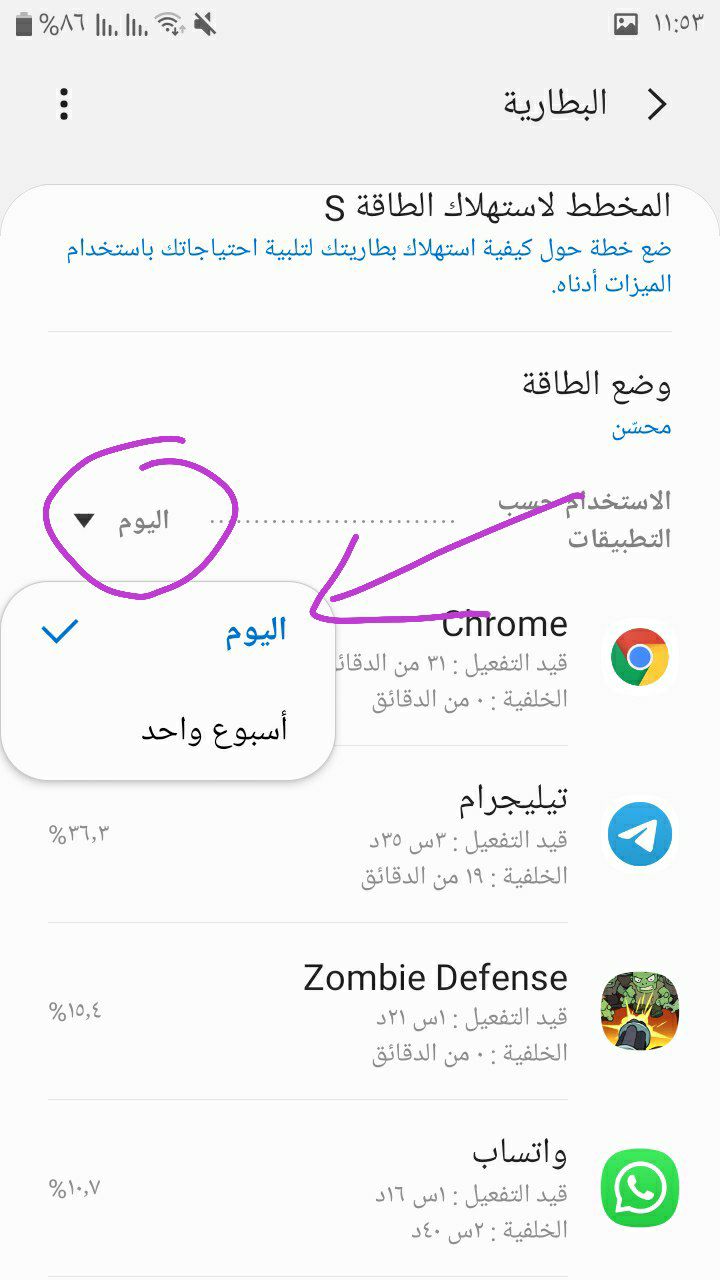 ١١:٥٣
%٨٦
البطارية
المخطط لاستهلاك الطاقة S
ضع خطة حول كيفية استهلاك بطاريتك لتلبية احتياجاتك باستخدام
الميزات أدناه.
وضع الطاقة
محسّن
الاستخدام حسب
التطبيقات
اليوم
اليوم
أسبوع واحد
Chrome
قيد التفعيل : ٣١ من الدقائق
الخلفية : ٠ من الدقائق
تيليجرام
قيد التفعيل : ٣س ٣٥د
الخلفية : ١٩ من الدقائق
%٣٦,٣
Zombie Defense
قيد التفعيل : ١س ٢١د
الخلفية : ٠ من الدقائق
%١٥,٤
واتساب
قيد التفعيل : ١س ١٦د
الخلفية : ٢س ٤٠د
%١٠,٧